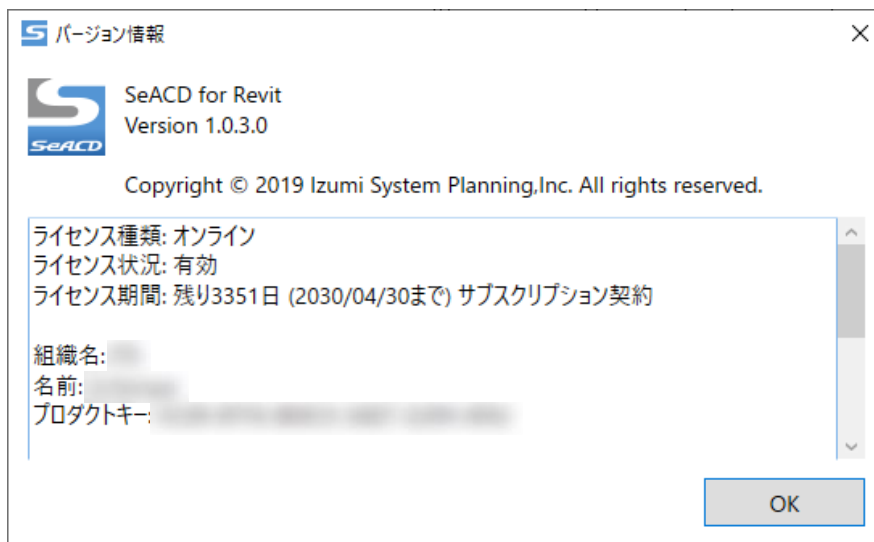 バージョン情報
SeACD for Revit
Version 1.0.3.0
SeACD
Copyright © 2019 Izumi System Planning,Inc. All rights reserved.
ライセンス種類: オンライン
ライセンス状況: 有効
ライセンス期間: 残り3351日 (2030/04/30まで) サブスクリプション契約
組織名:
名前:
プロダクトキー:
OK